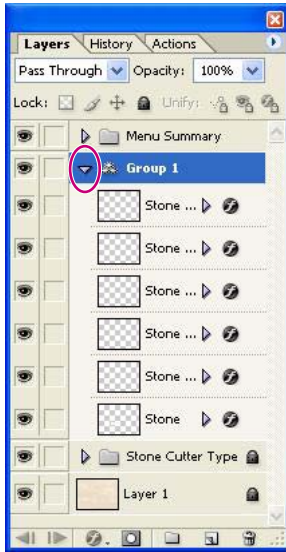 Layers History Actions
Pass Through Opacity: 100%
Lock: Unify:
Menu Summary
Group 1
Stone ...
Stone ...
Stone ...
Stone ...
Stone ...
Stone
Stone Cutter Type
Layer 1